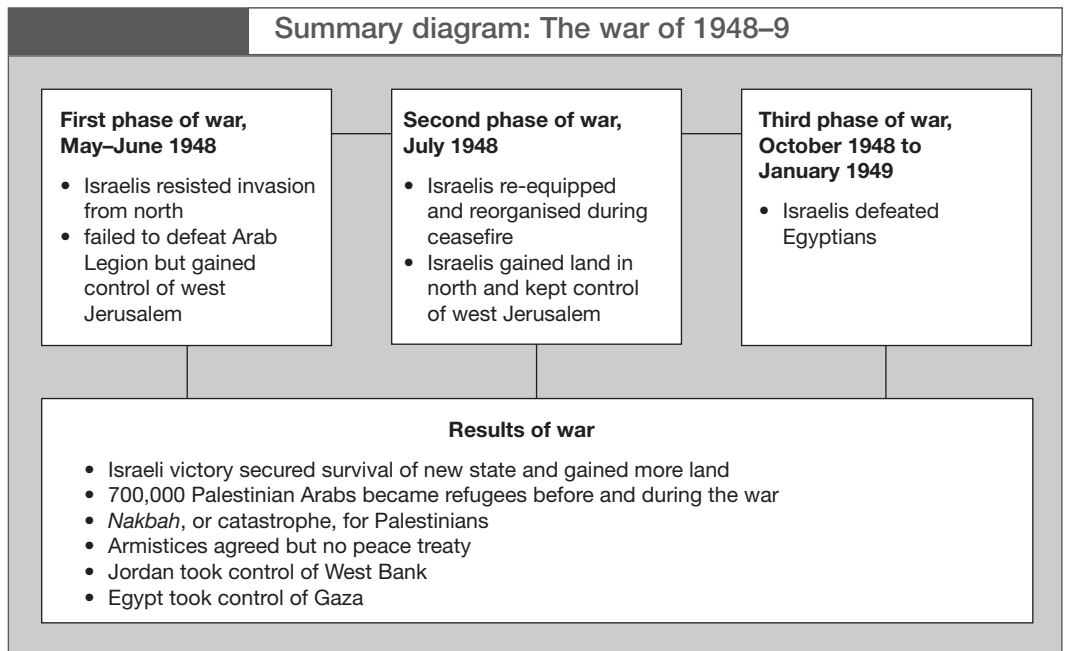 Summary diagram: The war of 1948–9
First phase of war,
May–June 1948
• Israelis resisted invasion
from north
• failed to defeat Arab
Legion but gained
control of west
Jerusalem
Second phase of war,
July 1948
• Israelis re-equipped
and reorganised during
ceasefire
• Israelis gained land in
north and kept control
of west Jerusalem
Third phase of war,
October 1948 to
January 1949
• Israelis defeated
Egyptians
Results of war
• Israeli victory secured survival of new state and gained more land
• 700,000 Palestinian Arabs became refugees before and during the war
• Nakbah, or catastrophe, for Palestinians
• Armistices agreed but no peace treaty
• Jordan took control of West Bank
• Egypt took control of Gaza